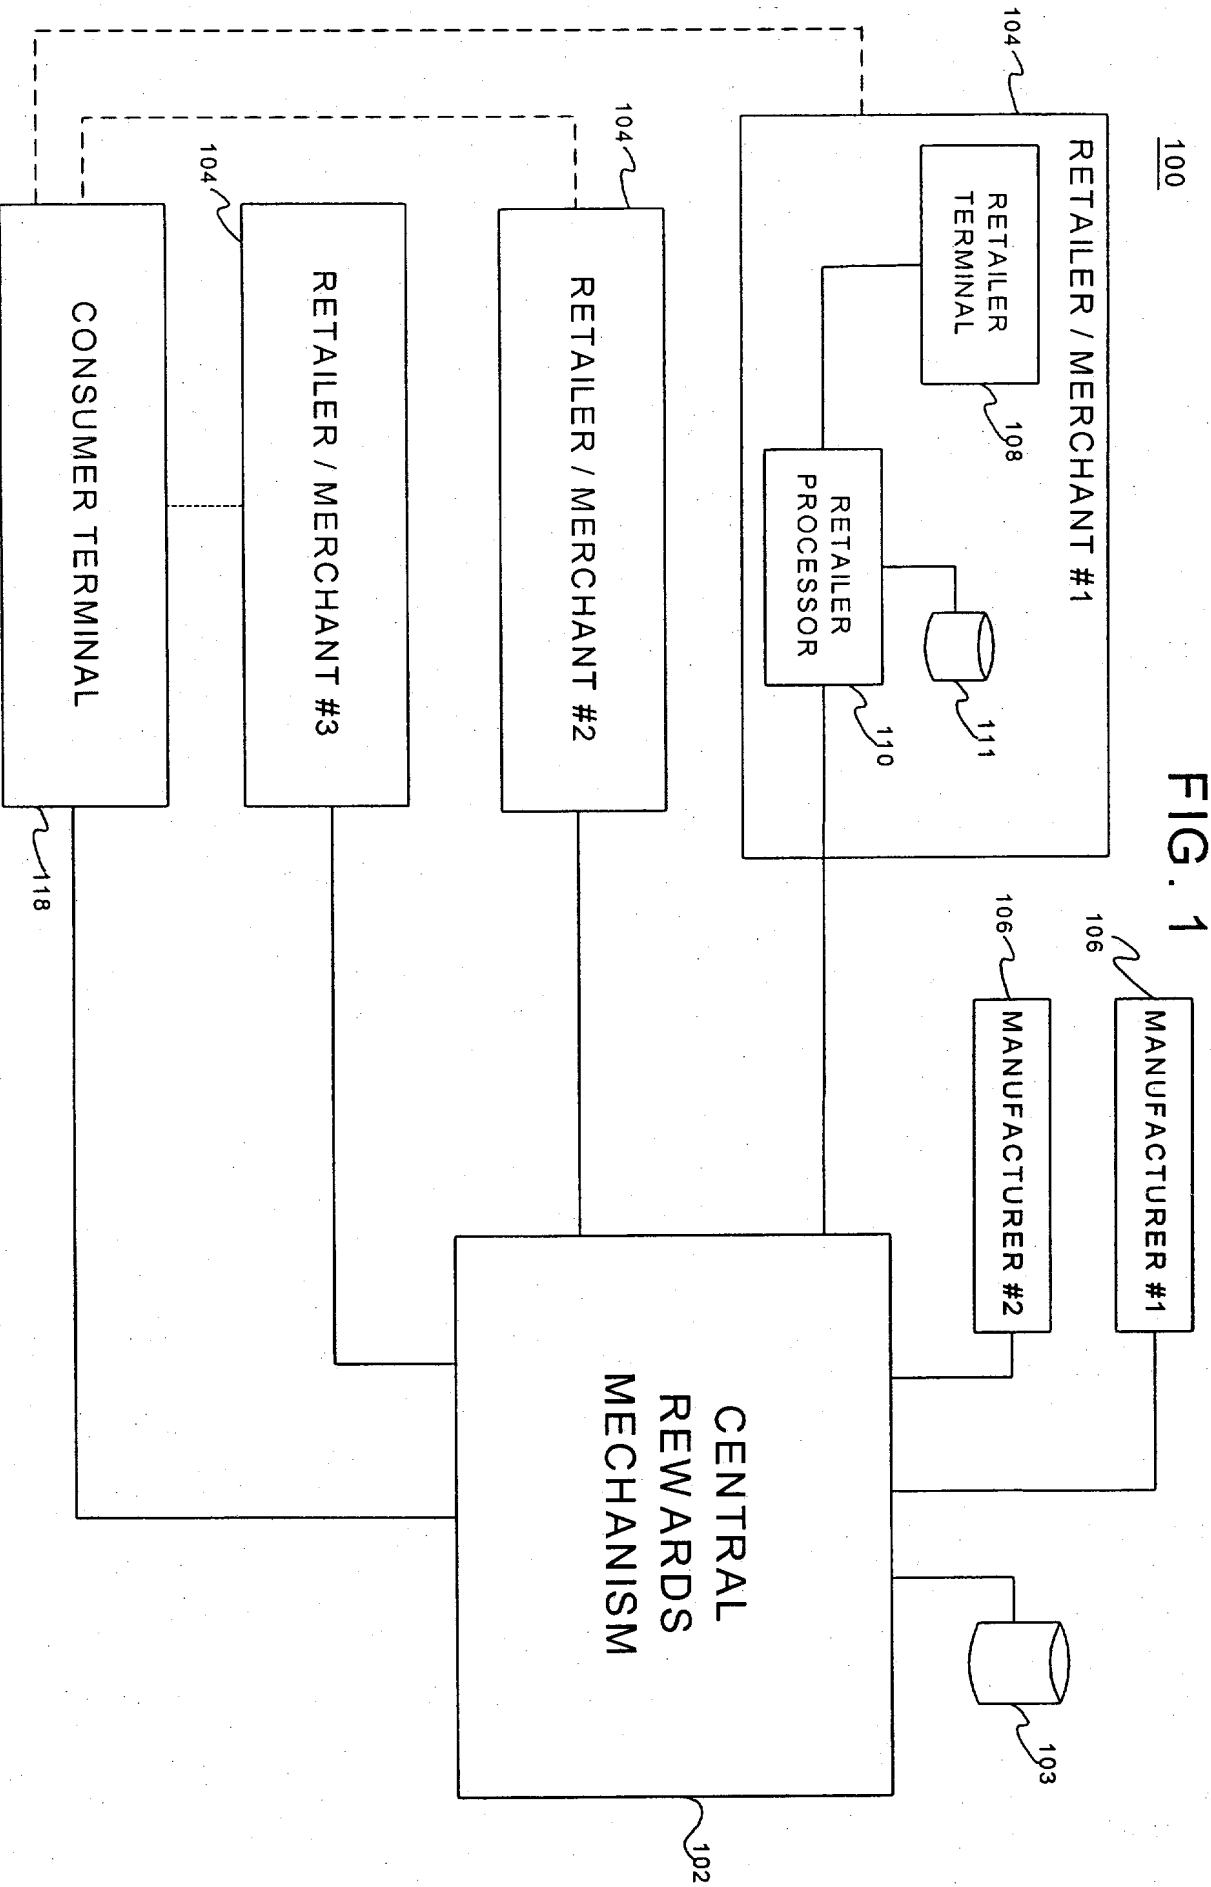 FIG. 1
100
104
RETAILER / MERCHANT #1
RETAILER
TERMINAL
108
RETAILER
PROCESSOR
110
111
106
MANUFACTURER #1
106
MANUFACTURER #2
104
RETAILER / MERCHANT #2
104
RETAILER / MERCHANT #3
CONSUMER TERMINAL
118
CENTRAL
REWARDS
MECHANISM
103
102